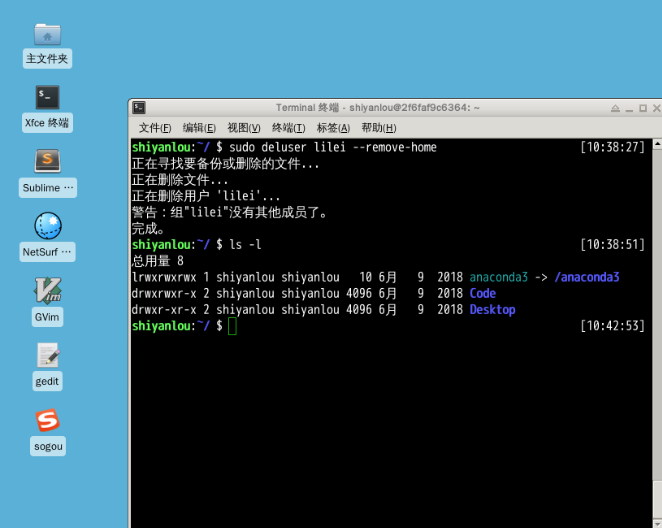 主文件夹
Xfce 终端
Sublime ···
NetSurf ···
GVim
gedit
sogou
Terminal 终端 - shiyanlou@2f6faf9c6364: ~
文件(F) 编辑(E) 视图(V) 终端(T) 标签(A) 帮助(H)
shiyanlou:~/ $ sudo deluser lilei --remove-home [10:38:27]
正在寻找要备份或删除的文件...
正在删除文件...
正在删除用户 'lilei'...
警告：组"lilei"没有其他成员了。
完成。
shiyanlou:~/ $ ls -l [10:38:51]
总用量 8
lrwxrwxrwx 1 shiyanlou shiyanlou 10 6月 9 2018 anaconda3 -> /anaconda3
drwxrwxr-x 2 shiyanlou shiyanlou 4096 6月 9 2018 Code
drwxr-xr-x 2 shiyanlou shiyanlou 4096 6月 9 2018 Desktop
shiyanlou:~/ $ [10:42:53]